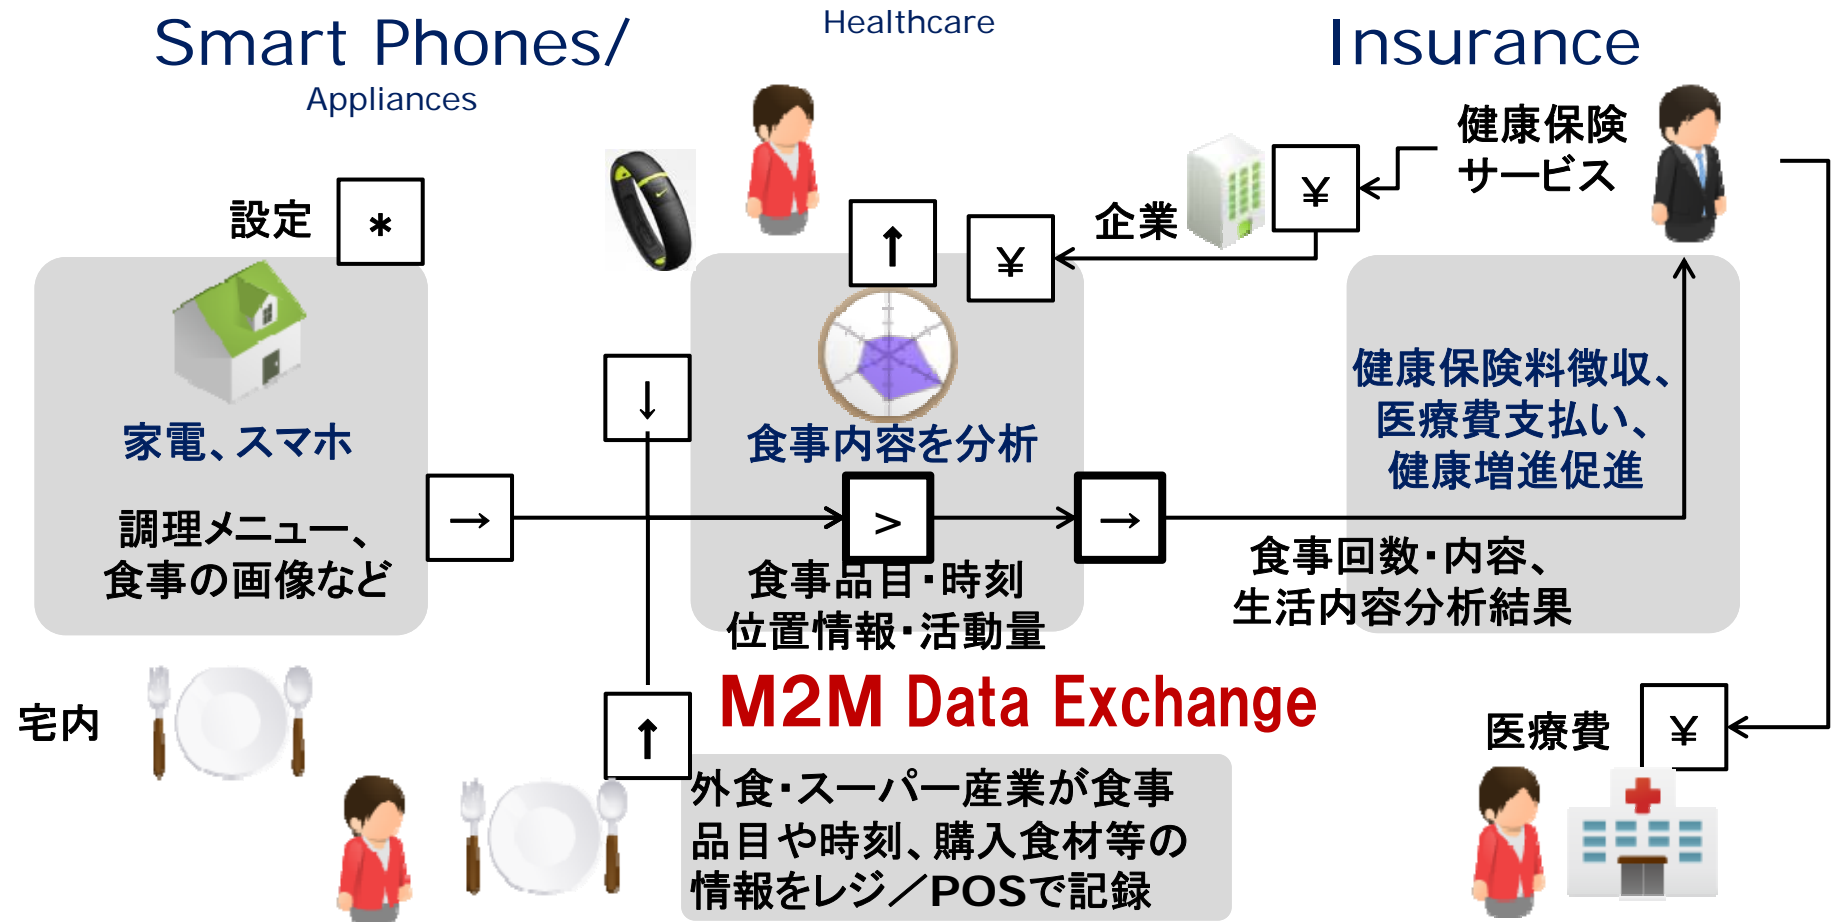 Smart Phones/
Appliances
Healthcare
Insurance
健康保険
サービス
¥
企業
設定
*
↑
¥
家電、スマホ
↓
食事内容を分析
健康保険料徴収、
医療費支払い、
健康増進促進
→
>
→
調理メニュー、
食事の画像など
食事品目・時刻
位置情報・活動量
食事回数・内容、
生活内容分析結果
M2M Data Exchange
宅内
↑
医療費
¥
外食・スーパー産業が食事
品目や時刻、購入食材等の
情報をレジ／POSで記録